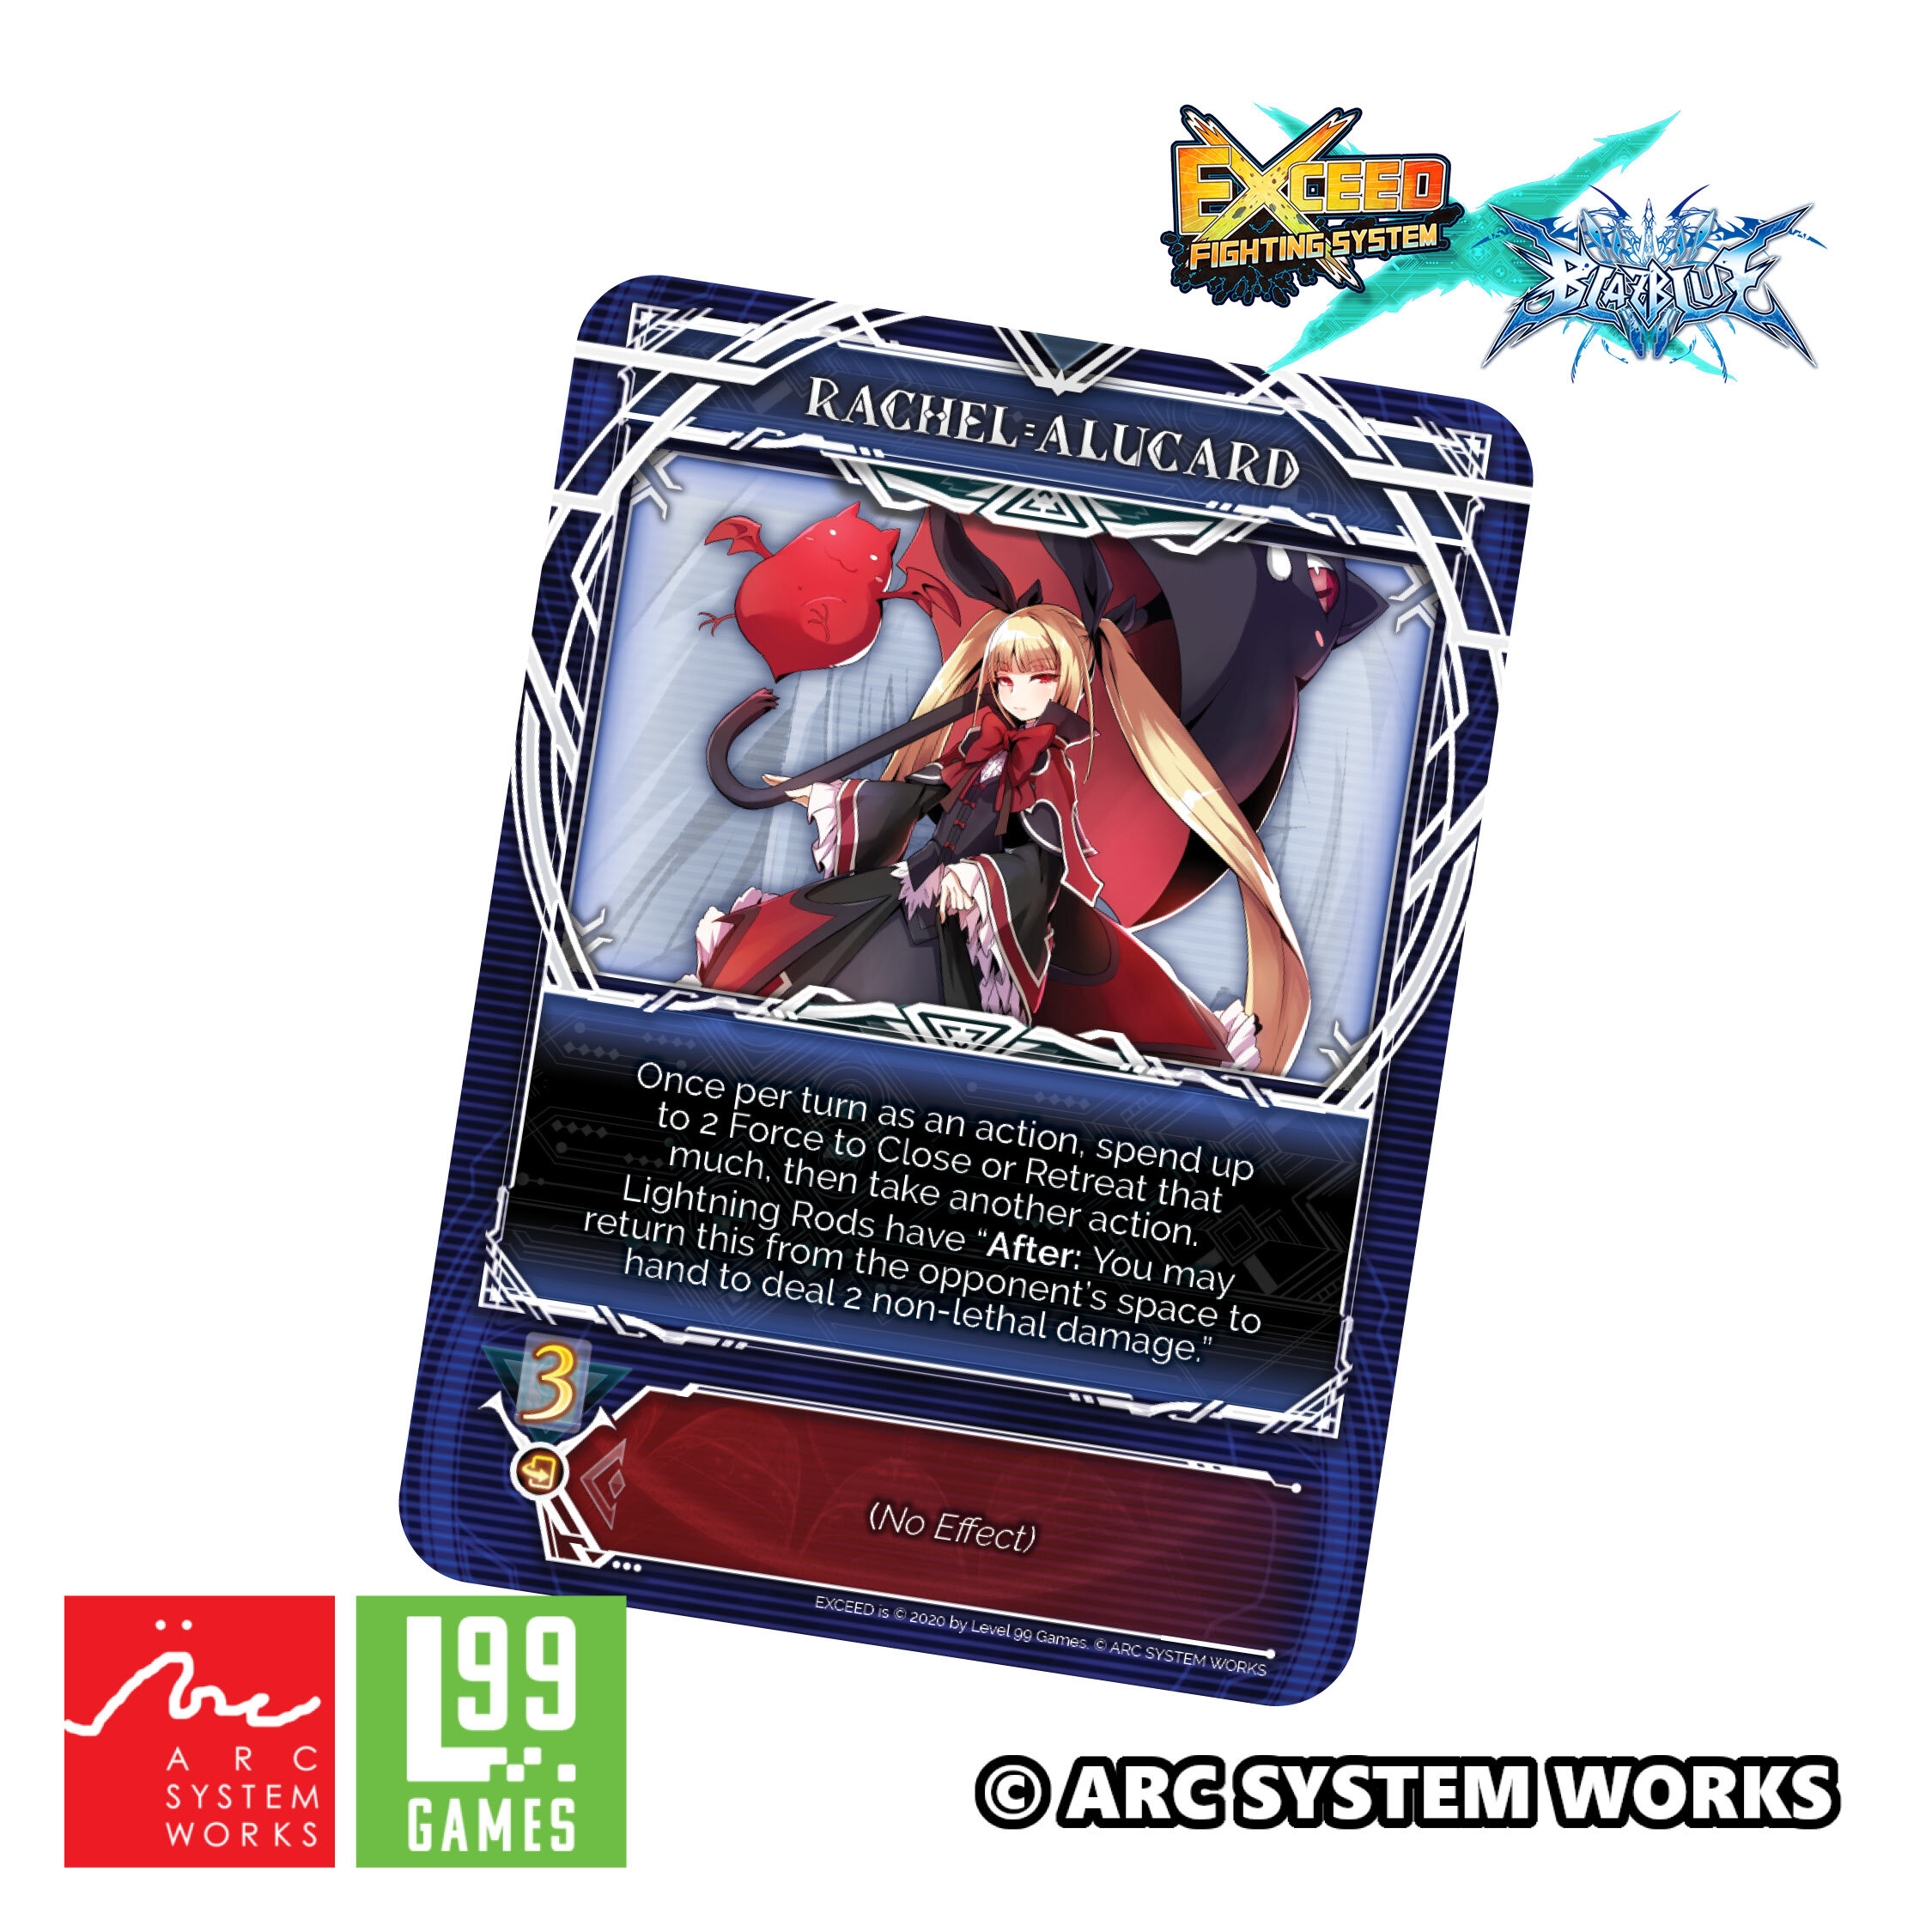 EXCEED
FIGHTING SYSTEM
BLAZBLUE
RACHEL=ALUCARD
Once per turn as an action, spend up
to 2 Force to Close or Retreat that
much, then take another action.
Lightning Rods have “After: You may
return this from the opponent's space to
hand to deal 2 non-lethal damage.”
3
(No Effect)
EXCEED is © 2020 by Level 99 Games. © ARC SYSTEM WORKS
Arc
ARC
SYSTEM
WORKS
L99
GAMES
© ARC SYSTEM WORKS